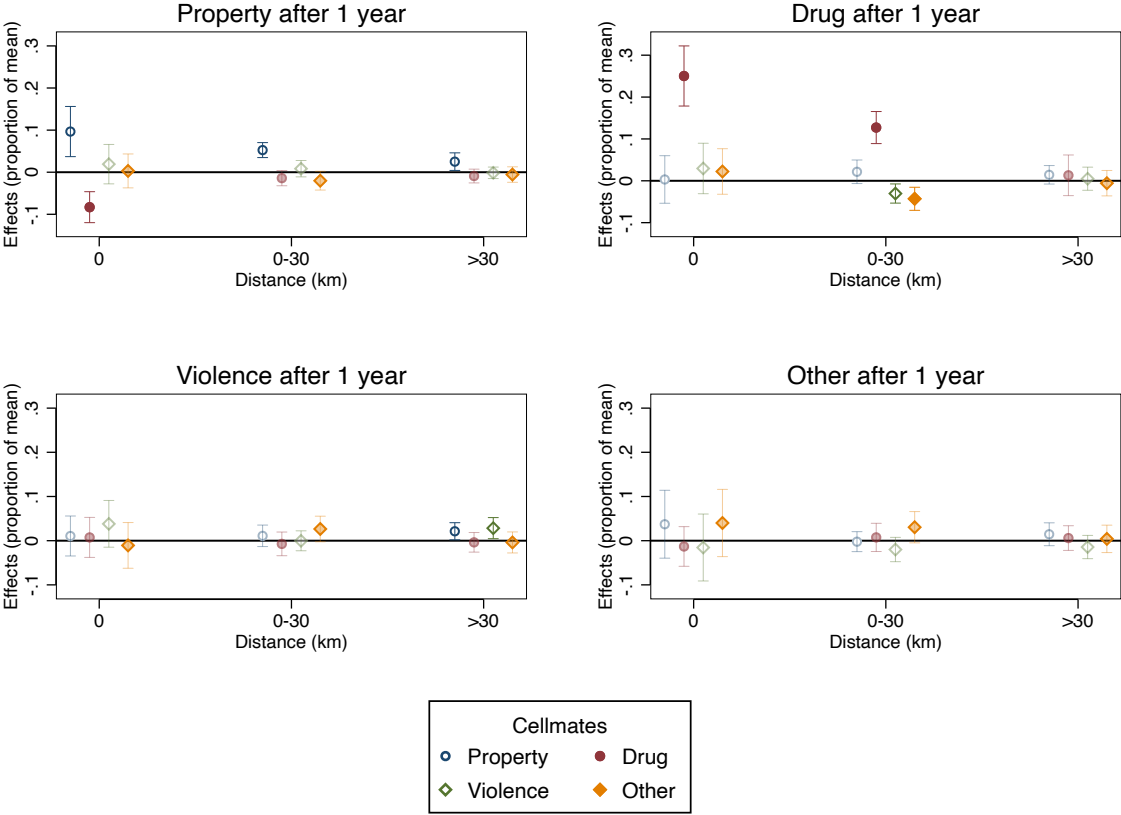 Property after 1 year
Effects (proportion of mean)
.3
.2
.1
0
-.1
0
0-30
>30
Distance (km)
Drug after 1 year
Effects (proportion of mean)
.3
.2
.1
0
-.1
0
0-30
>30
Distance (km)
Violence after 1 year
Effects (proportion of mean)
.3
.2
.1
0
-.1
0
0-30
>30
Distance (km)
Other after 1 year
Effects (proportion of mean)
.3
.2
.1
0
-.1
0
0-30
>30
Distance (km)
Cellmates
Property
Drug
Violence
Other